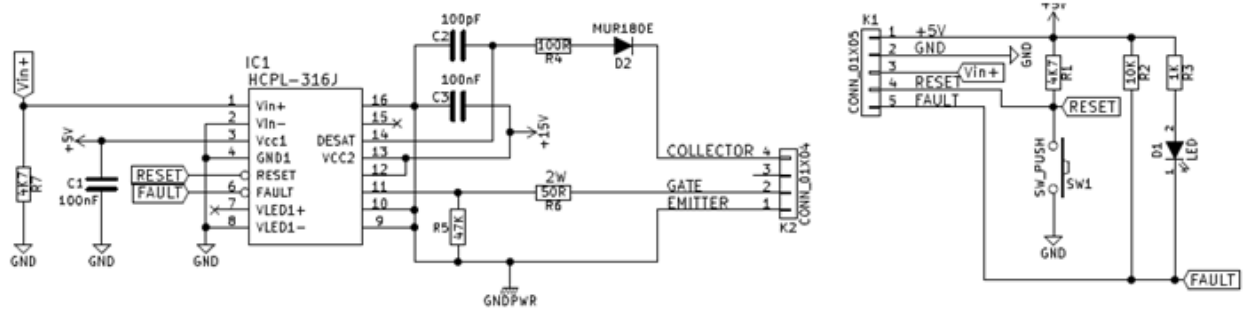 100pF
C2
MUR180E
100R
R4
D2
IC1
HCPL-316J
100nF
C3
Vin+
1 Vin+ 16
2 Vin- 15
3 Vcc1 DESAT 14
4 GND1 VCC2 13
5 RESET 12
6 FAULT 11
7 VLED1+ 10
8 VLED1- 9
+5V
+15V
RESET
FAULT
4K7
R7
C1
100nF
GND
GND
GND
COLLECTOR 4
3
2W
50R
R6
GATE 2
EMITTER 1
CONN_01X04
K2
R5
47K
GNDPWR
K1
CONN_01X05
1 +5V
2 GND
3
4 RESET
5 FAULT
GND
Vin+
+5V
4K7
R1
10K
R2
1K
R3
RESET
SW_PUSH
SW1
GND
D1
2
1
LED
FAULT